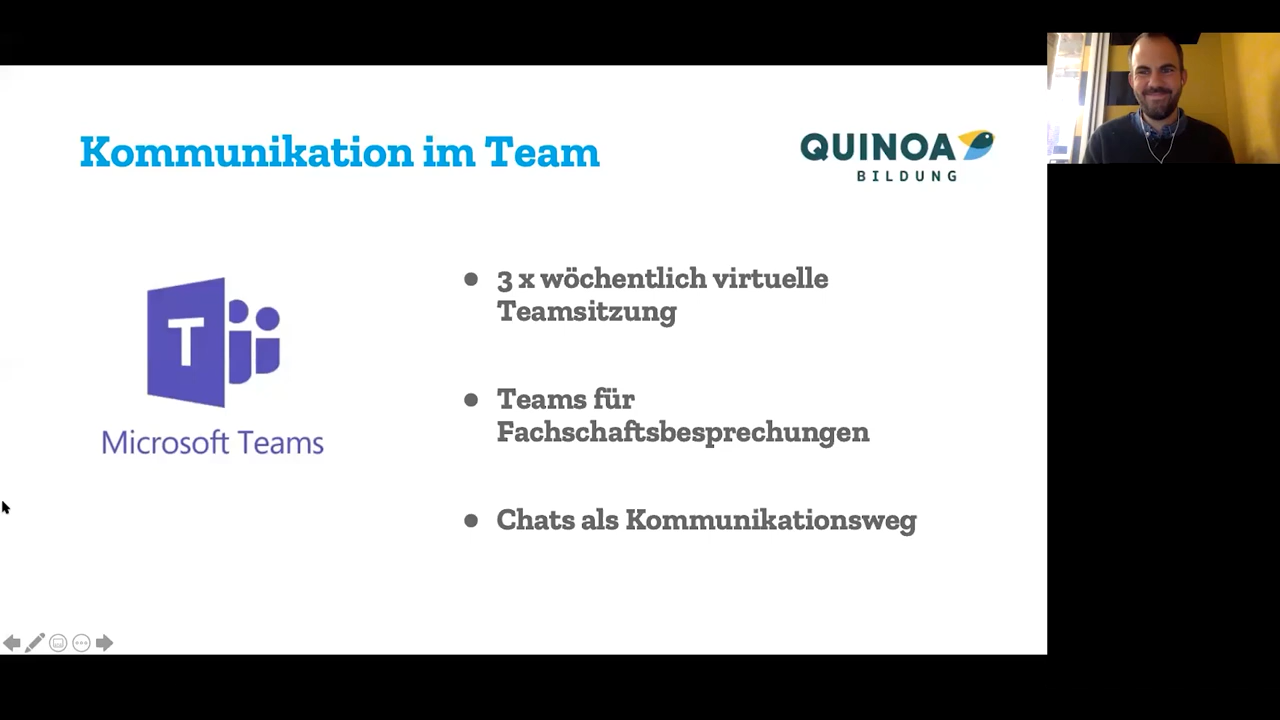 Kommunikation im Team
QUINOA
BILDUNG
T
Microsoft Teams
● 3 x wöchentlich virtuelle
Teamsitzung
● Teams für
Fachschaftsbesprechungen
● Chats als Kommunikationsweg